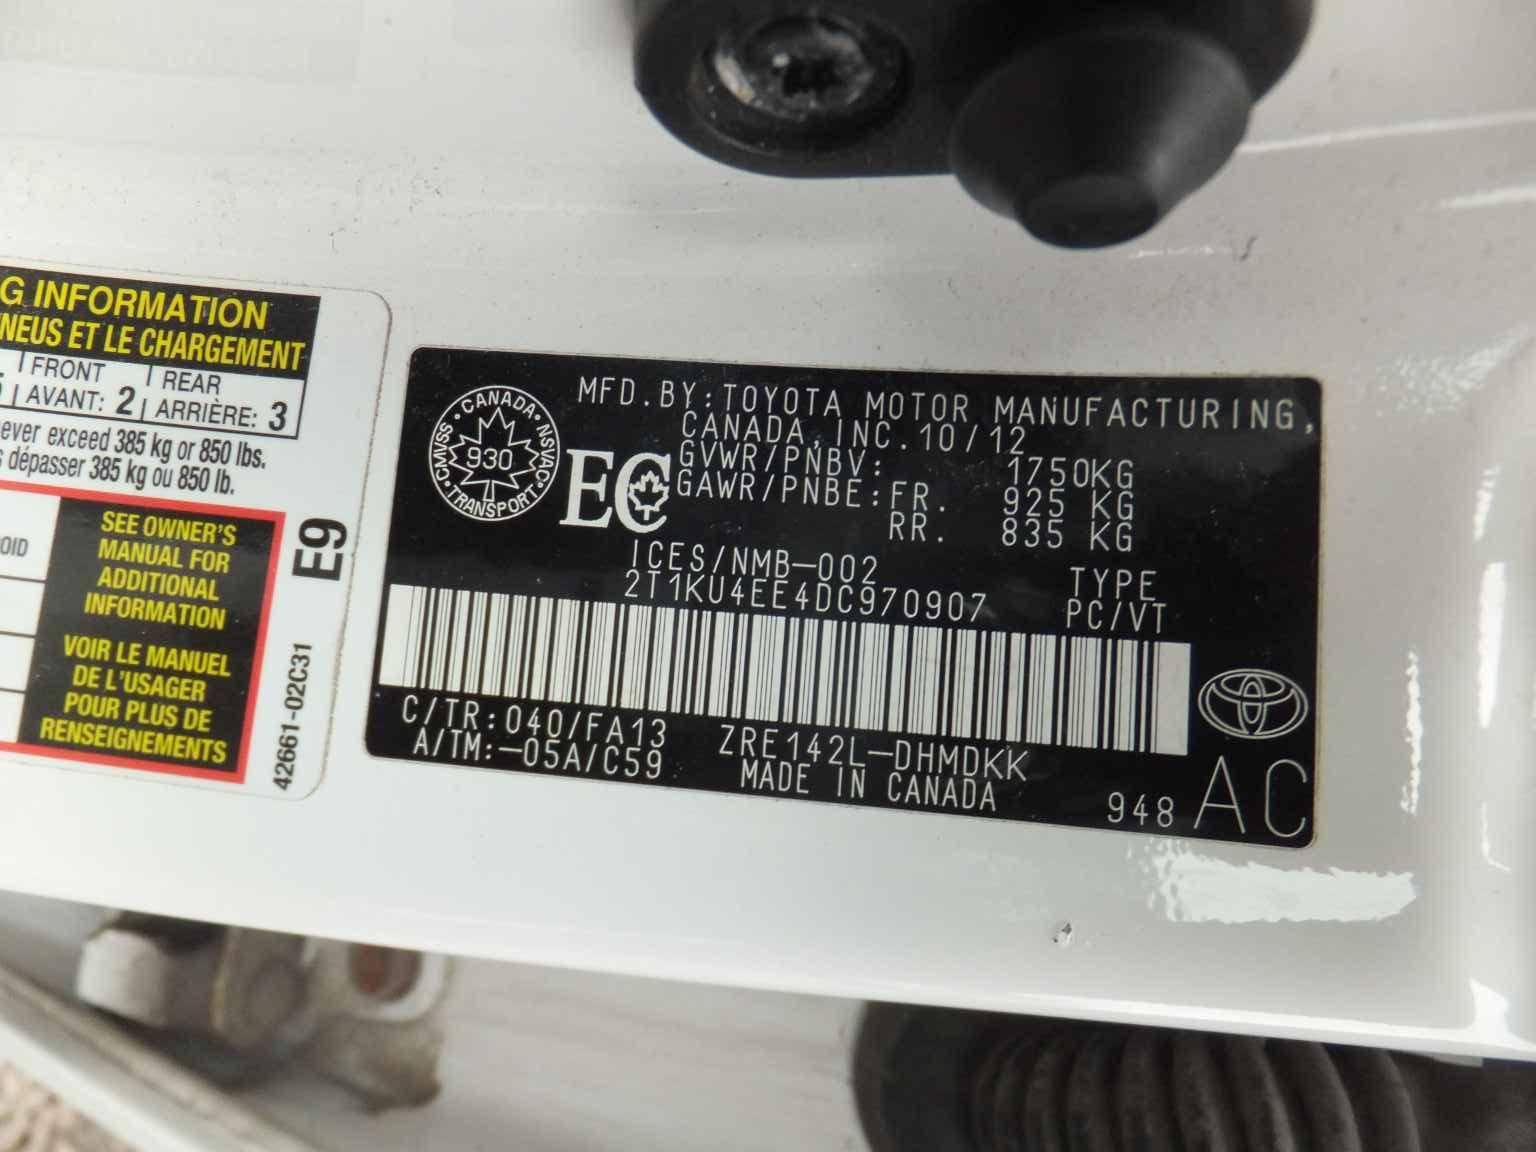 G INFORMATION
NEUS ET LE CHARGEMENT
FRONT REAR
AVANT: 2 ARRIÈRE: 3
ever exceed 385 kg or 850 lbs.
s dépasser 385 kg ou 850 lb.
OID
SEE OWNER'S
MANUAL FOR
ADDITIONAL
INFORMATION
VOIR LE MANUEL
DE L'USAGER
POUR PLUS DE
RENSEIGNEMENTS
E9
42661-02C31
CANADA
CMVSS NSVAC
930
TRANSPORT
EC
MFD.BY:TOYOTA MOTOR MANUFACTURING,
CANADA,INC.10/12
GVWR/PNBV: 1750KG
GAWR/PNBE:FR. 925 KG
RR. 835 KG
ICES/NMB-002
2T1KU4EE4DC970907
TYPE
PC/VT
C/TR:040/FA13 ZRE142L-DHMDKK
A/TM:-05A/C59 MADE IN CANADA
948 AC